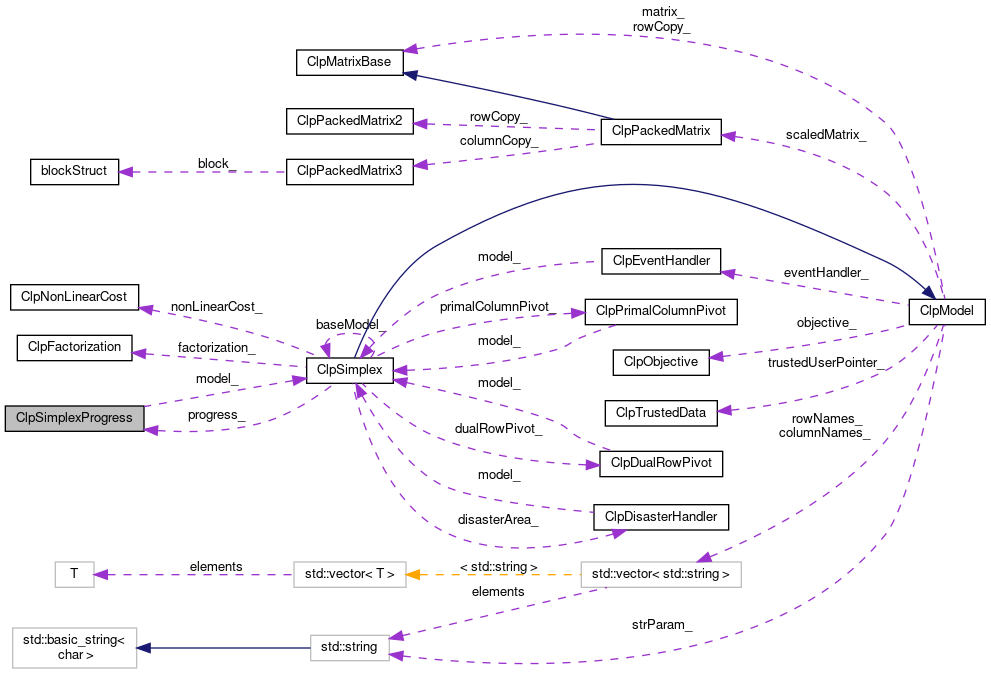 matrix_
rowCopy_
ClpMatrixBase
rowCopy_
ClpPackedMatrix2
ClpPackedMatrix
scaledMatrix_
columnCopy_
block_
blockStruct
ClpPackedMatrix3
model_
ClpEventHandler
eventHandler_
ClpNonLinearCost
nonLinearCost_
primalColumnPivot_
ClpPrimalColumnPivot
ClpModel
baseModel_
objective_
ClpFactorization
factorization_
model_
ClpObjective
trustedUserPointer_
ClpSimplex
model_
model_
ClpSimplexProgress
progress_
ClpTrustedData
rowNames_
columnNames_
dualRowPivot_
ClpDualRowPivot
model_
disasterArea_
ClpDisasterHandler
T
elements
std::vector< T >
< std::string >
std::vector< std::string >
elements
strParam_
std::basic_string<
char >
std::string